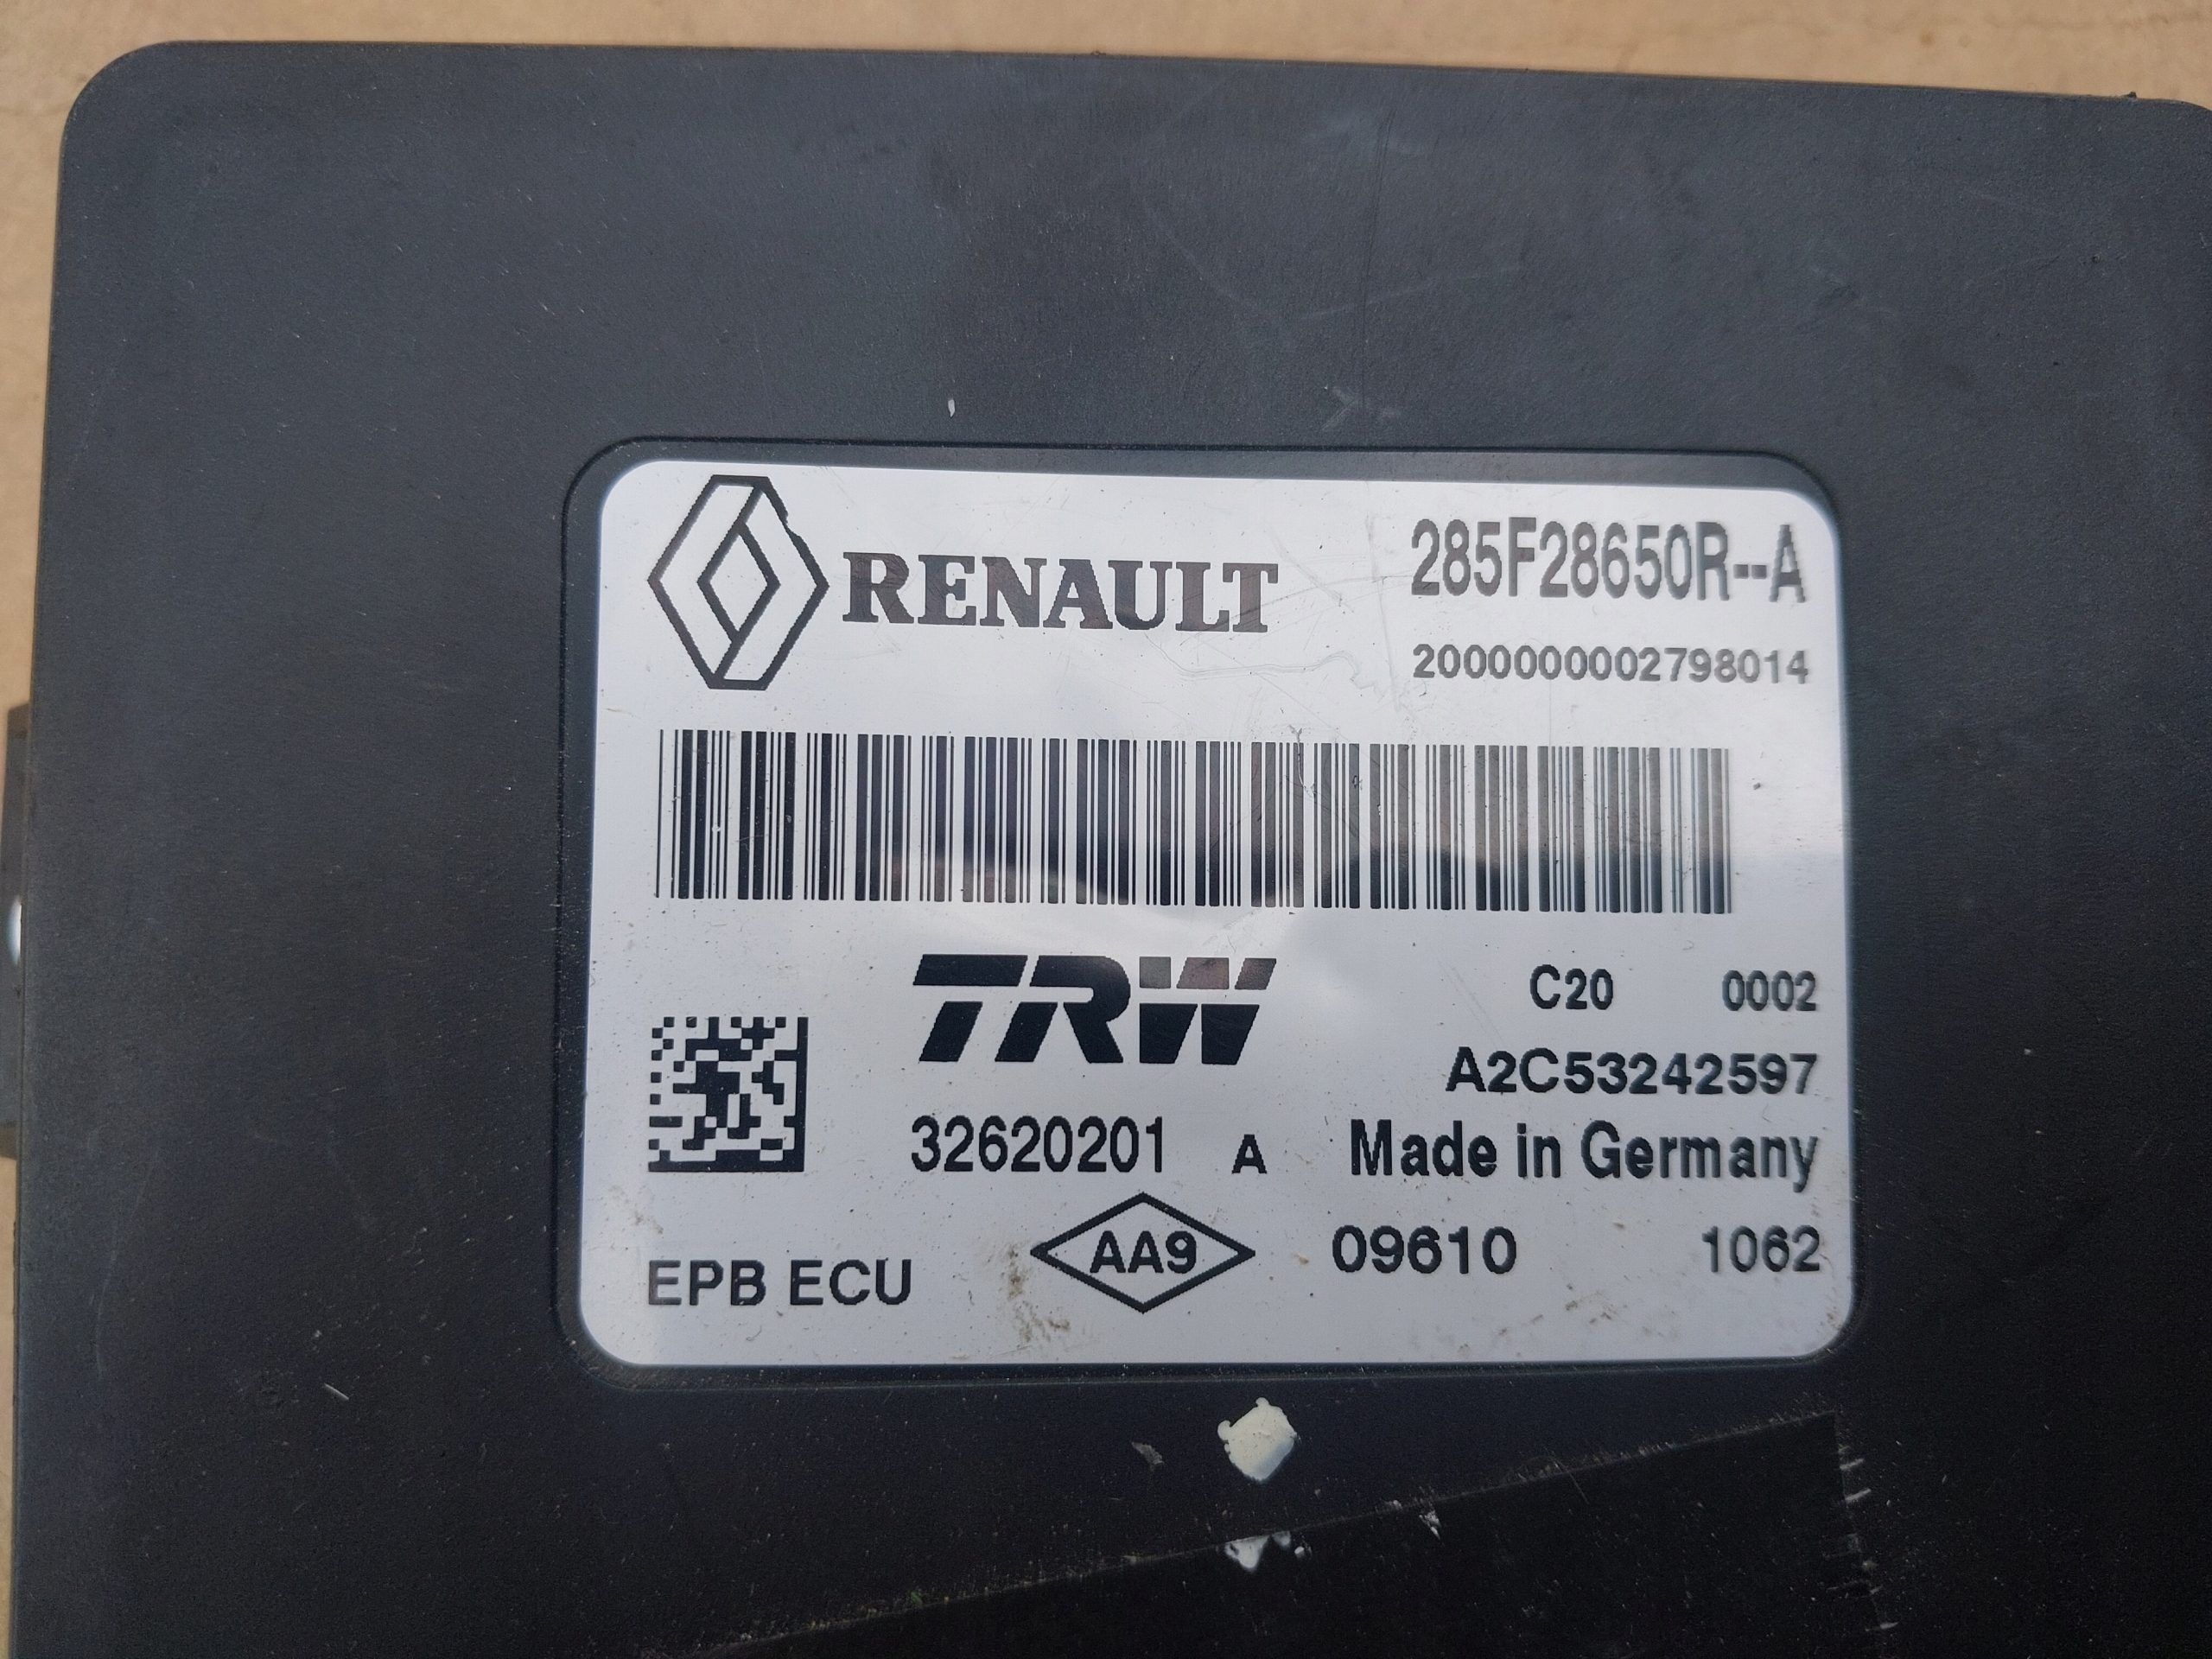 RENAULT
285F28650R--A
2000000002798014
TRW
C20 0002
A2C53242597
32620201 A
Made in Germany
EPB ECU
AA9
09610 1062